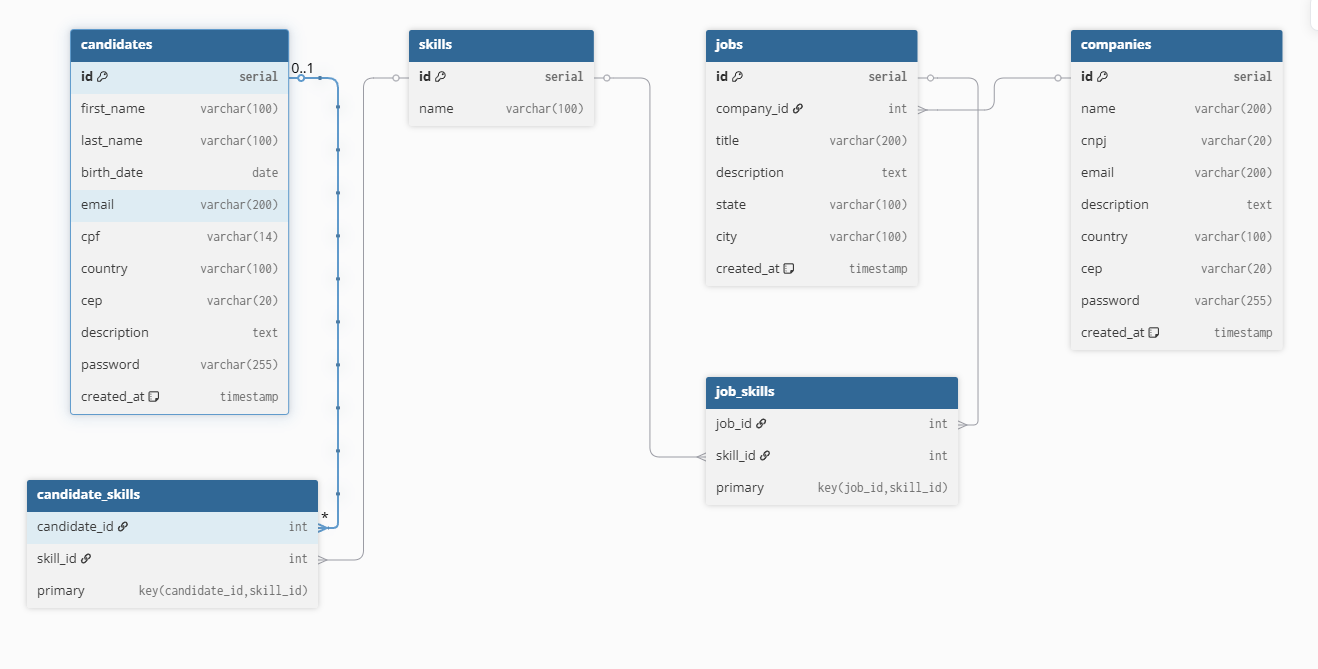 candidates
id serial
first_name varchar(100)
last_name varchar(100)
birth_date date
email varchar(200)
cpf varchar(14)
country varchar(100)
cep varchar(20)
description text
password varchar(255)
created_at timestamp
0..1
*
skills
id serial
name varchar(100)
jobs
id serial
company_id int
title varchar(200)
description text
state varchar(100)
city varchar(100)
created_at timestamp
companies
id serial
name varchar(200)
cnpj varchar(20)
email varchar(200)
description text
country varchar(100)
cep varchar(20)
password varchar(255)
created_at timestamp
job_skills
job_id int
skill_id int
primary key(job_id,skill_id)
candidate_skills
candidate_id int
skill_id int
primary key(candidate_id,skill_id)